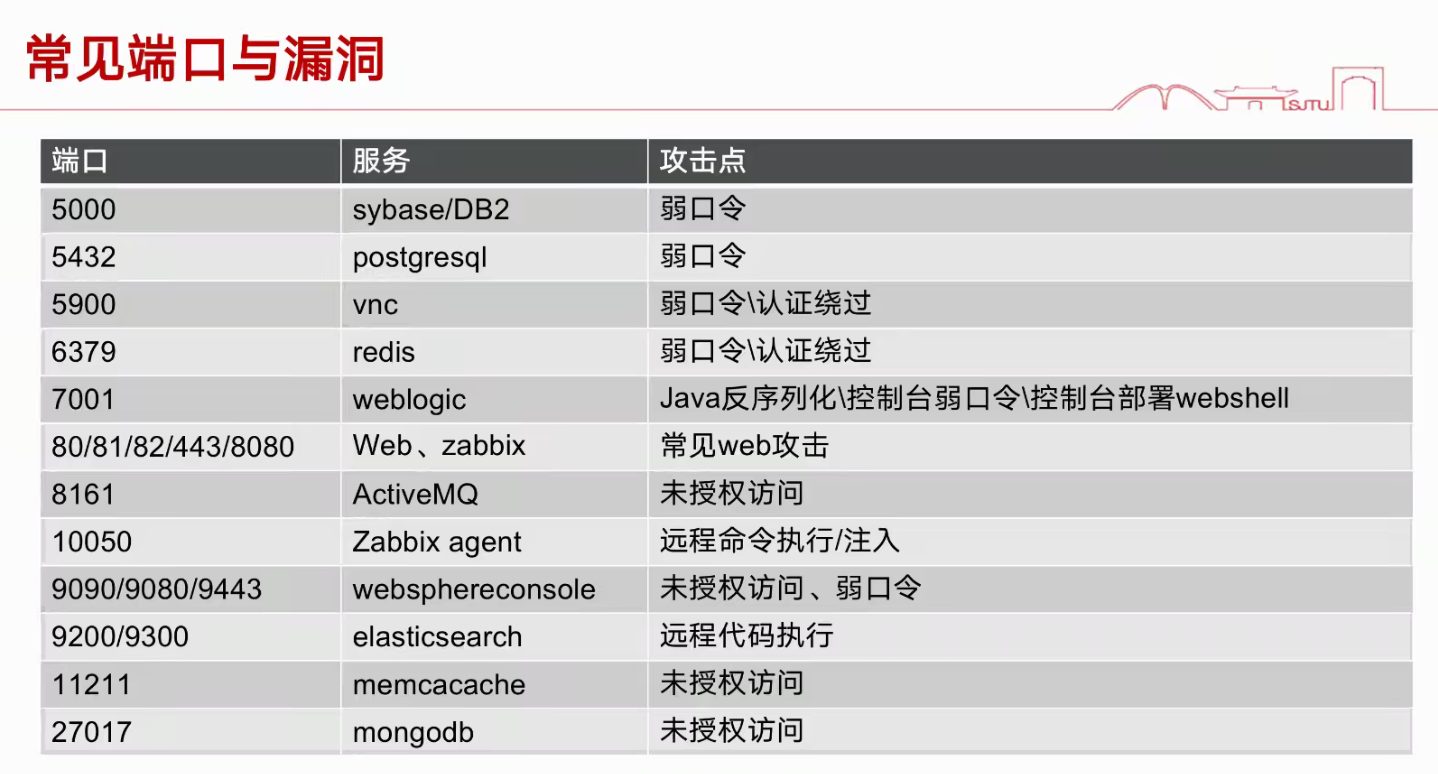 常见端口与漏洞
SJTU
端口 服务 攻击点
5000 sybase/DB2 弱口令
5432 postgresql 弱口令
5900 vnc 弱口令\认证绕过
6379 redis 弱口令\认证绕过
7001 weblogic Java反序列化\控制台弱口令\控制台部署webshell
80/81/82/443/8080 Web、zabbix 常见web攻击
8161 ActiveMQ 未授权访问
10050 Zabbix agent 远程命令执行/注入
9090/9080/9443 websphereconsole 未授权访问、弱口令
9200/9300 elasticsearch 远程代码执行
11211 memcacache 未授权访问
27017 mongodb 未授权访问